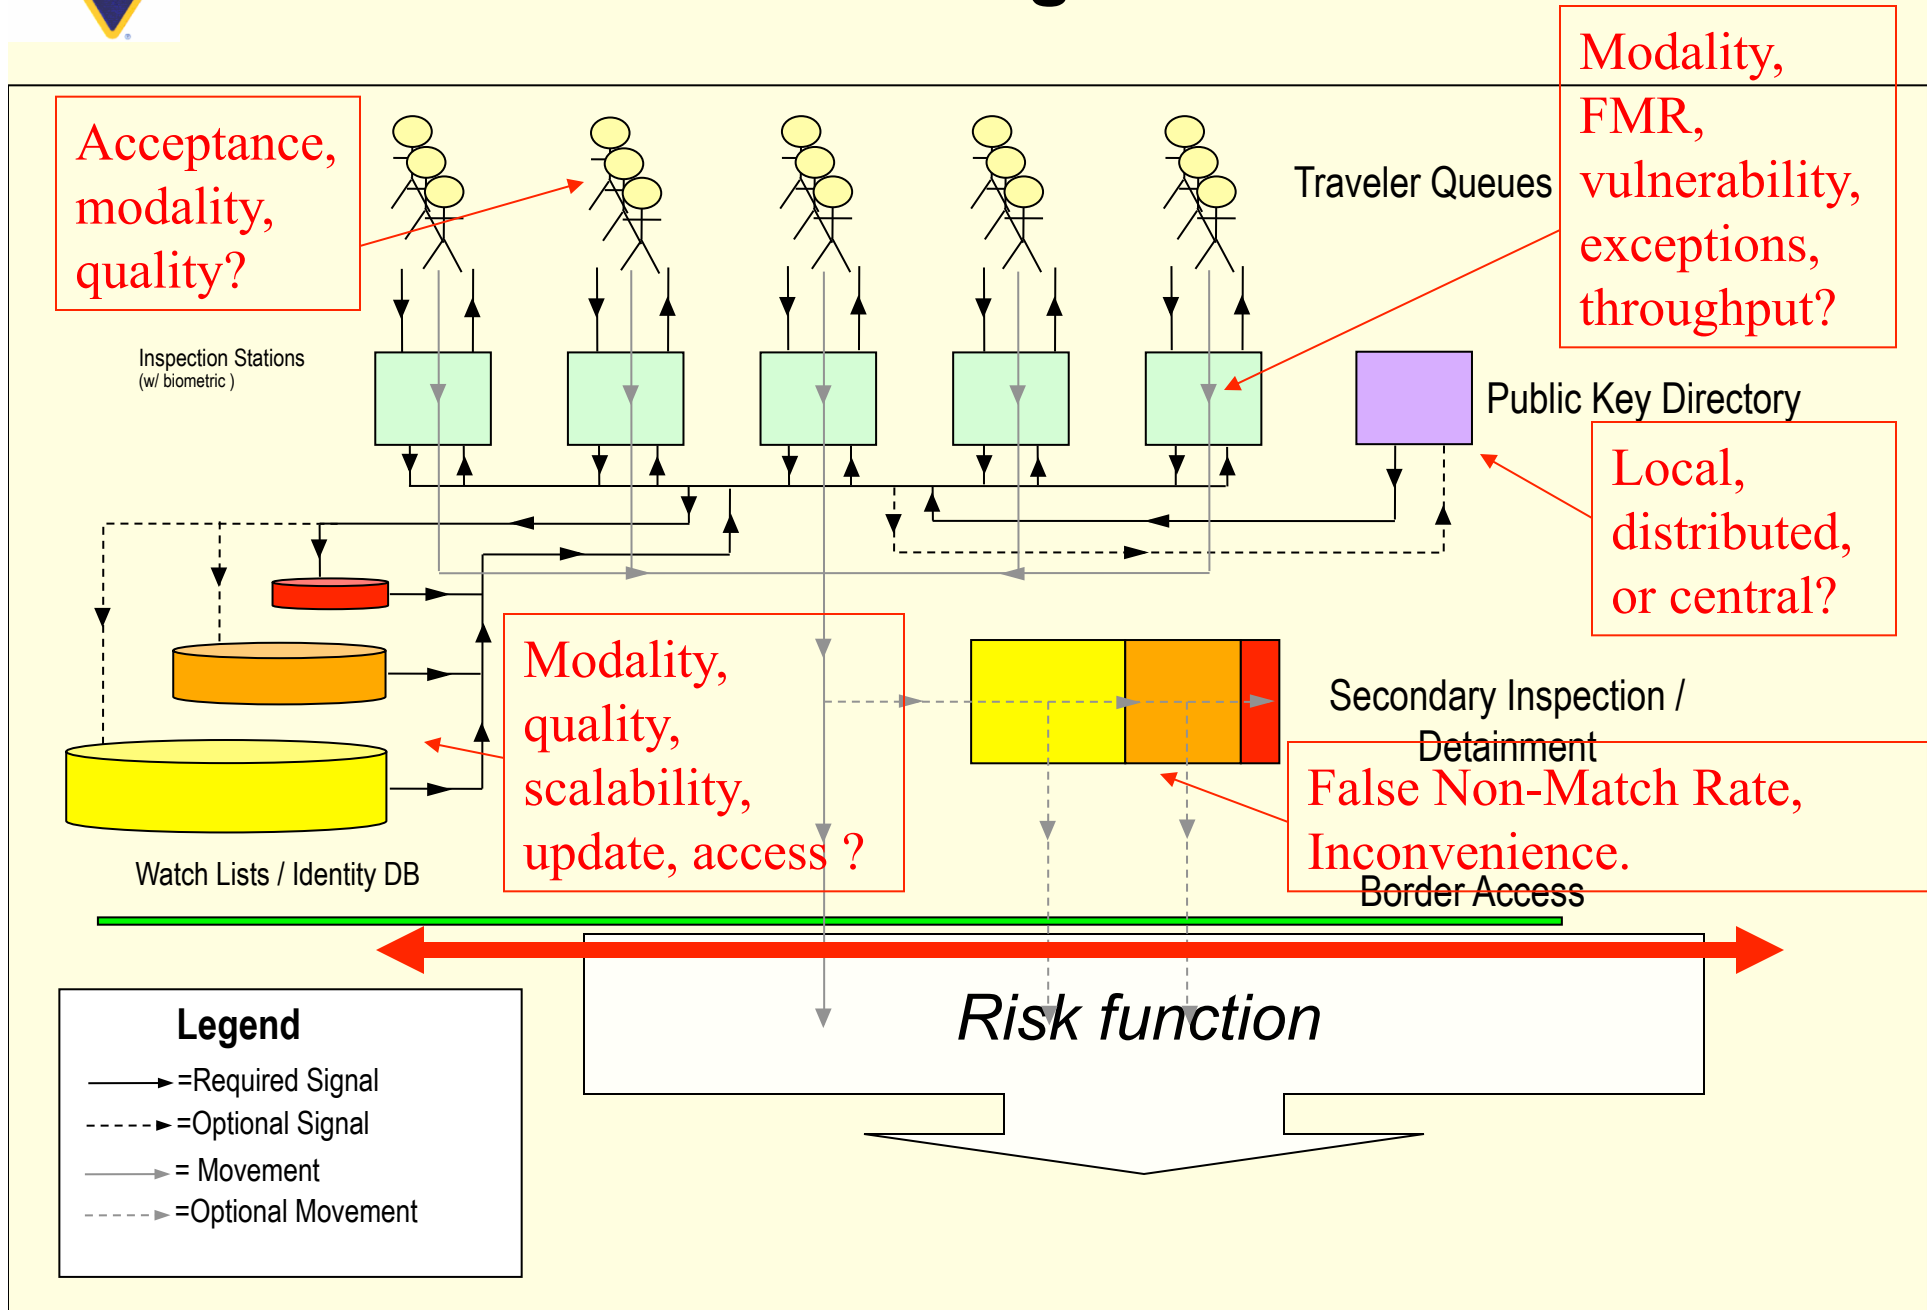 Modality,
FMR,
vulnerability,
exceptions,
throughput?
Acceptance,
modality,
quality?
Traveler Queues
Inspection Stations
(w/ biometric )
Public Key Directory
Local,
distributed,
or central?
Modality,
quality,
scalability,
update, access ?
Secondary Inspection /
Detainment
False Non-Match Rate,
Inconvenience.
Watch Lists / Identity DB
Border Access
Risk function
Legend
=Required Signal
=Optional Signal
= Movement
=Optional Movement